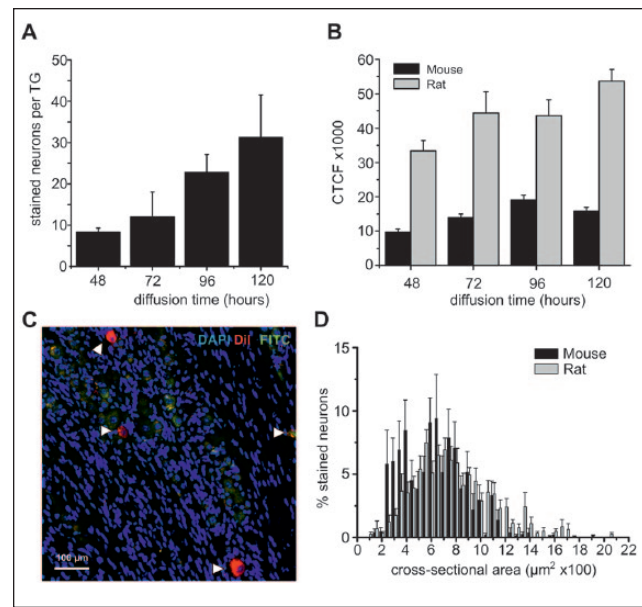 A
stained neurons per TG
50
40
30
20
10
0
48 72 96 120
diffusion time (hours)
B
Mouse
Rat
CTCF x1000
60
50
40
30
20
10
0
48 72 96 120
diffusion time (hours)
C
DAPI DiI FITC
100 µm
D
Mouse
Rat
% stained neurons
15
10
5
0
0 2 4 6 8 10 12 14 16 18 20 22
cross-sectional area (µm² x100)